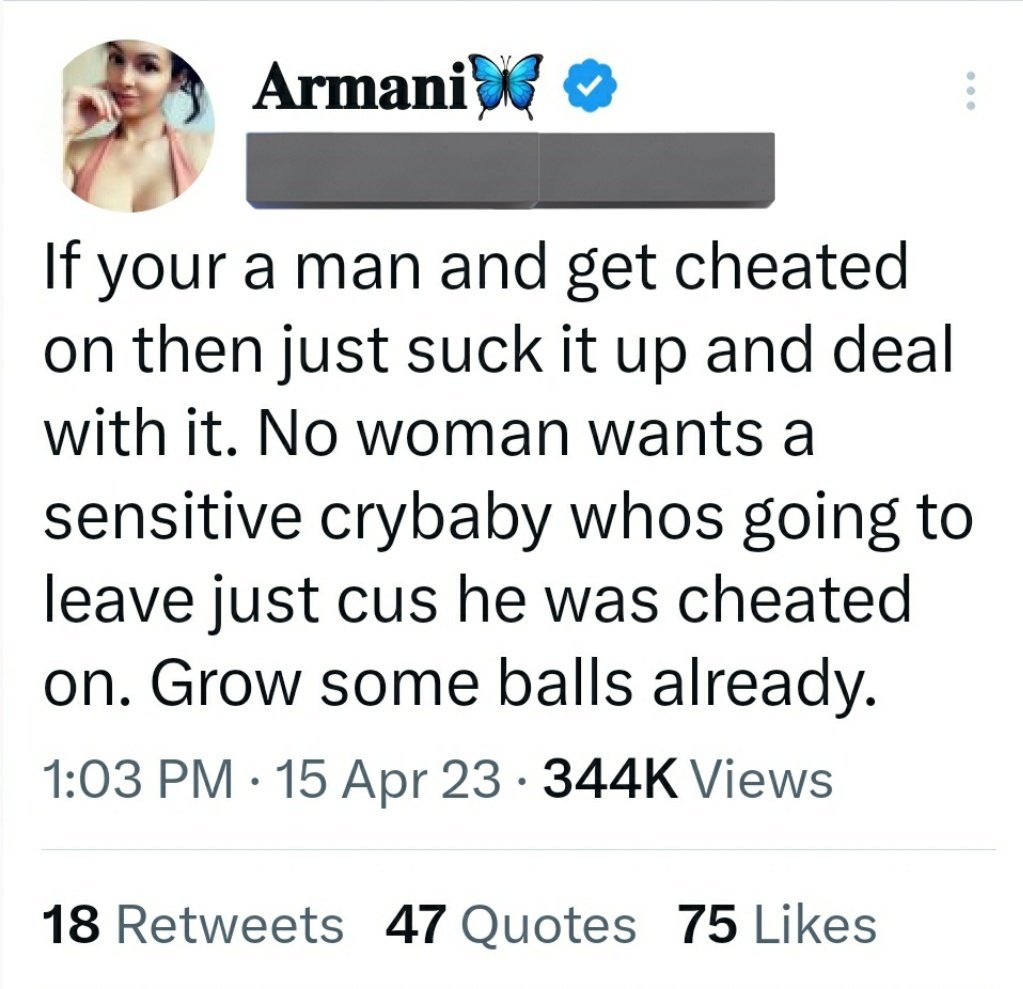 Armani🦋
If your a man and get cheated
on then just suck it up and deal
with it. No woman wants a
sensitive crybaby whos going to
leave just cus he was cheated
on. Grow some balls already.
1:03 PM · 15 Apr 23 · 344K Views
18 Retweets 47 Quotes 75 Likes